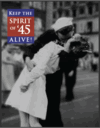 KEEP THE
SPIRIT
OF '45
ALIVE!